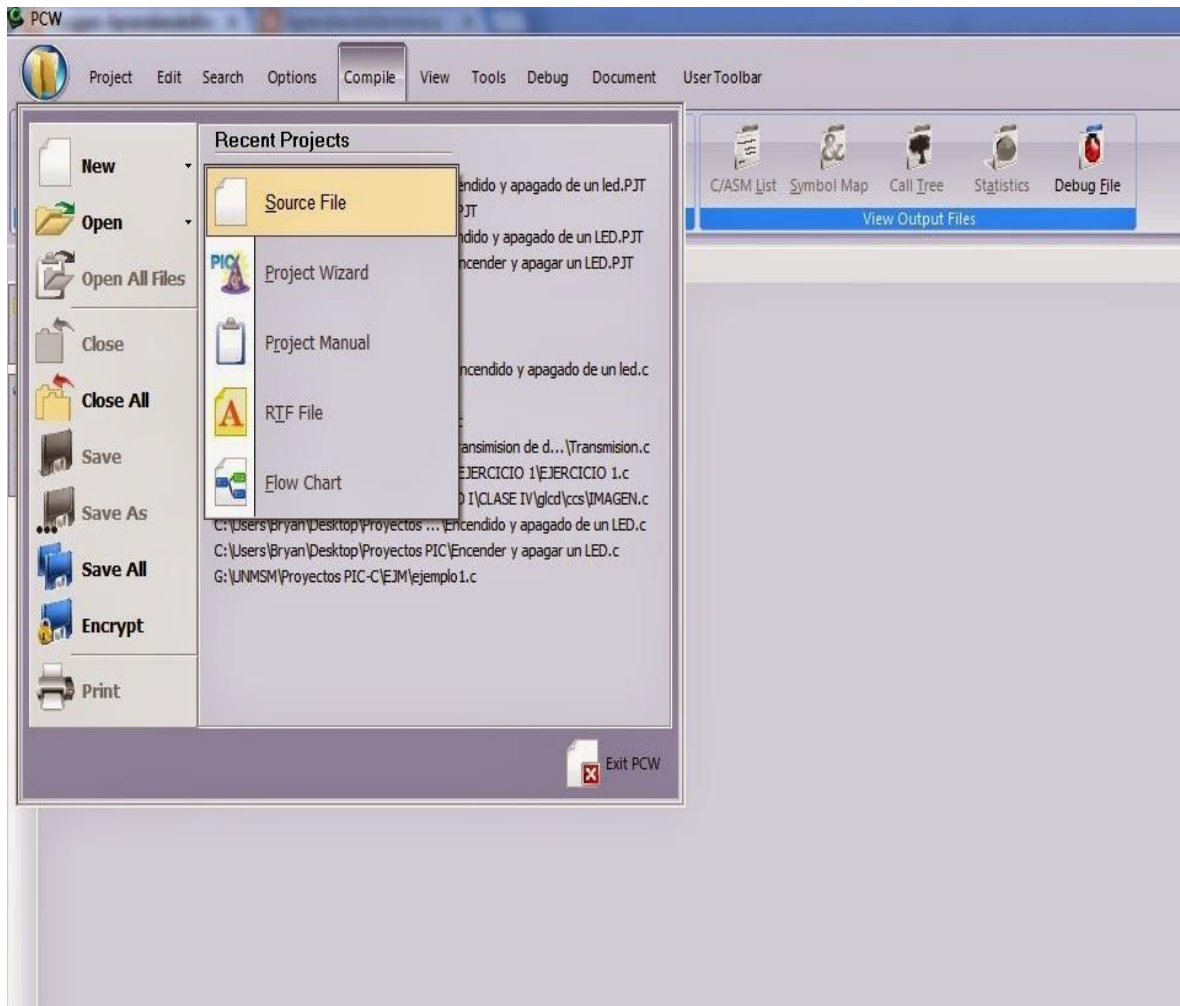 PCW
Project Edit Search Options Compile View Tools Debug Document User Toolbar
C/ASM List Symbol Map Call Tree Statistics Debug File
View Output Files
New
Open
Open All Files
Close
Close All
Save
Save As
Save All
Encrypt
Print
Recent Projects
Source File
Project Wizard
Project Manual
RTF File
Flow Chart
endido y apagado de un led.PJT
PJT
ndido y apagado de un LED.PJT
ncender y apagar un LED.PJT
ncendido y apagado de un led.c
ansimision de d...\Transmision.c
EJERCICIO 1\EJERCICIO 1.c
O I\CLASE IV\glcd\ccs\IMAGEN.c
C:\Users\Bryan\Desktop\Proyectos ...\Encendido y apagado de un LED.c
C:\Users\Bryan\Desktop\Proyectos PIC\Encender y apagar un LED.c
G:\UNMSM\Proyectos PIC-C\EJM\ejemplo1.c
Exit PCW